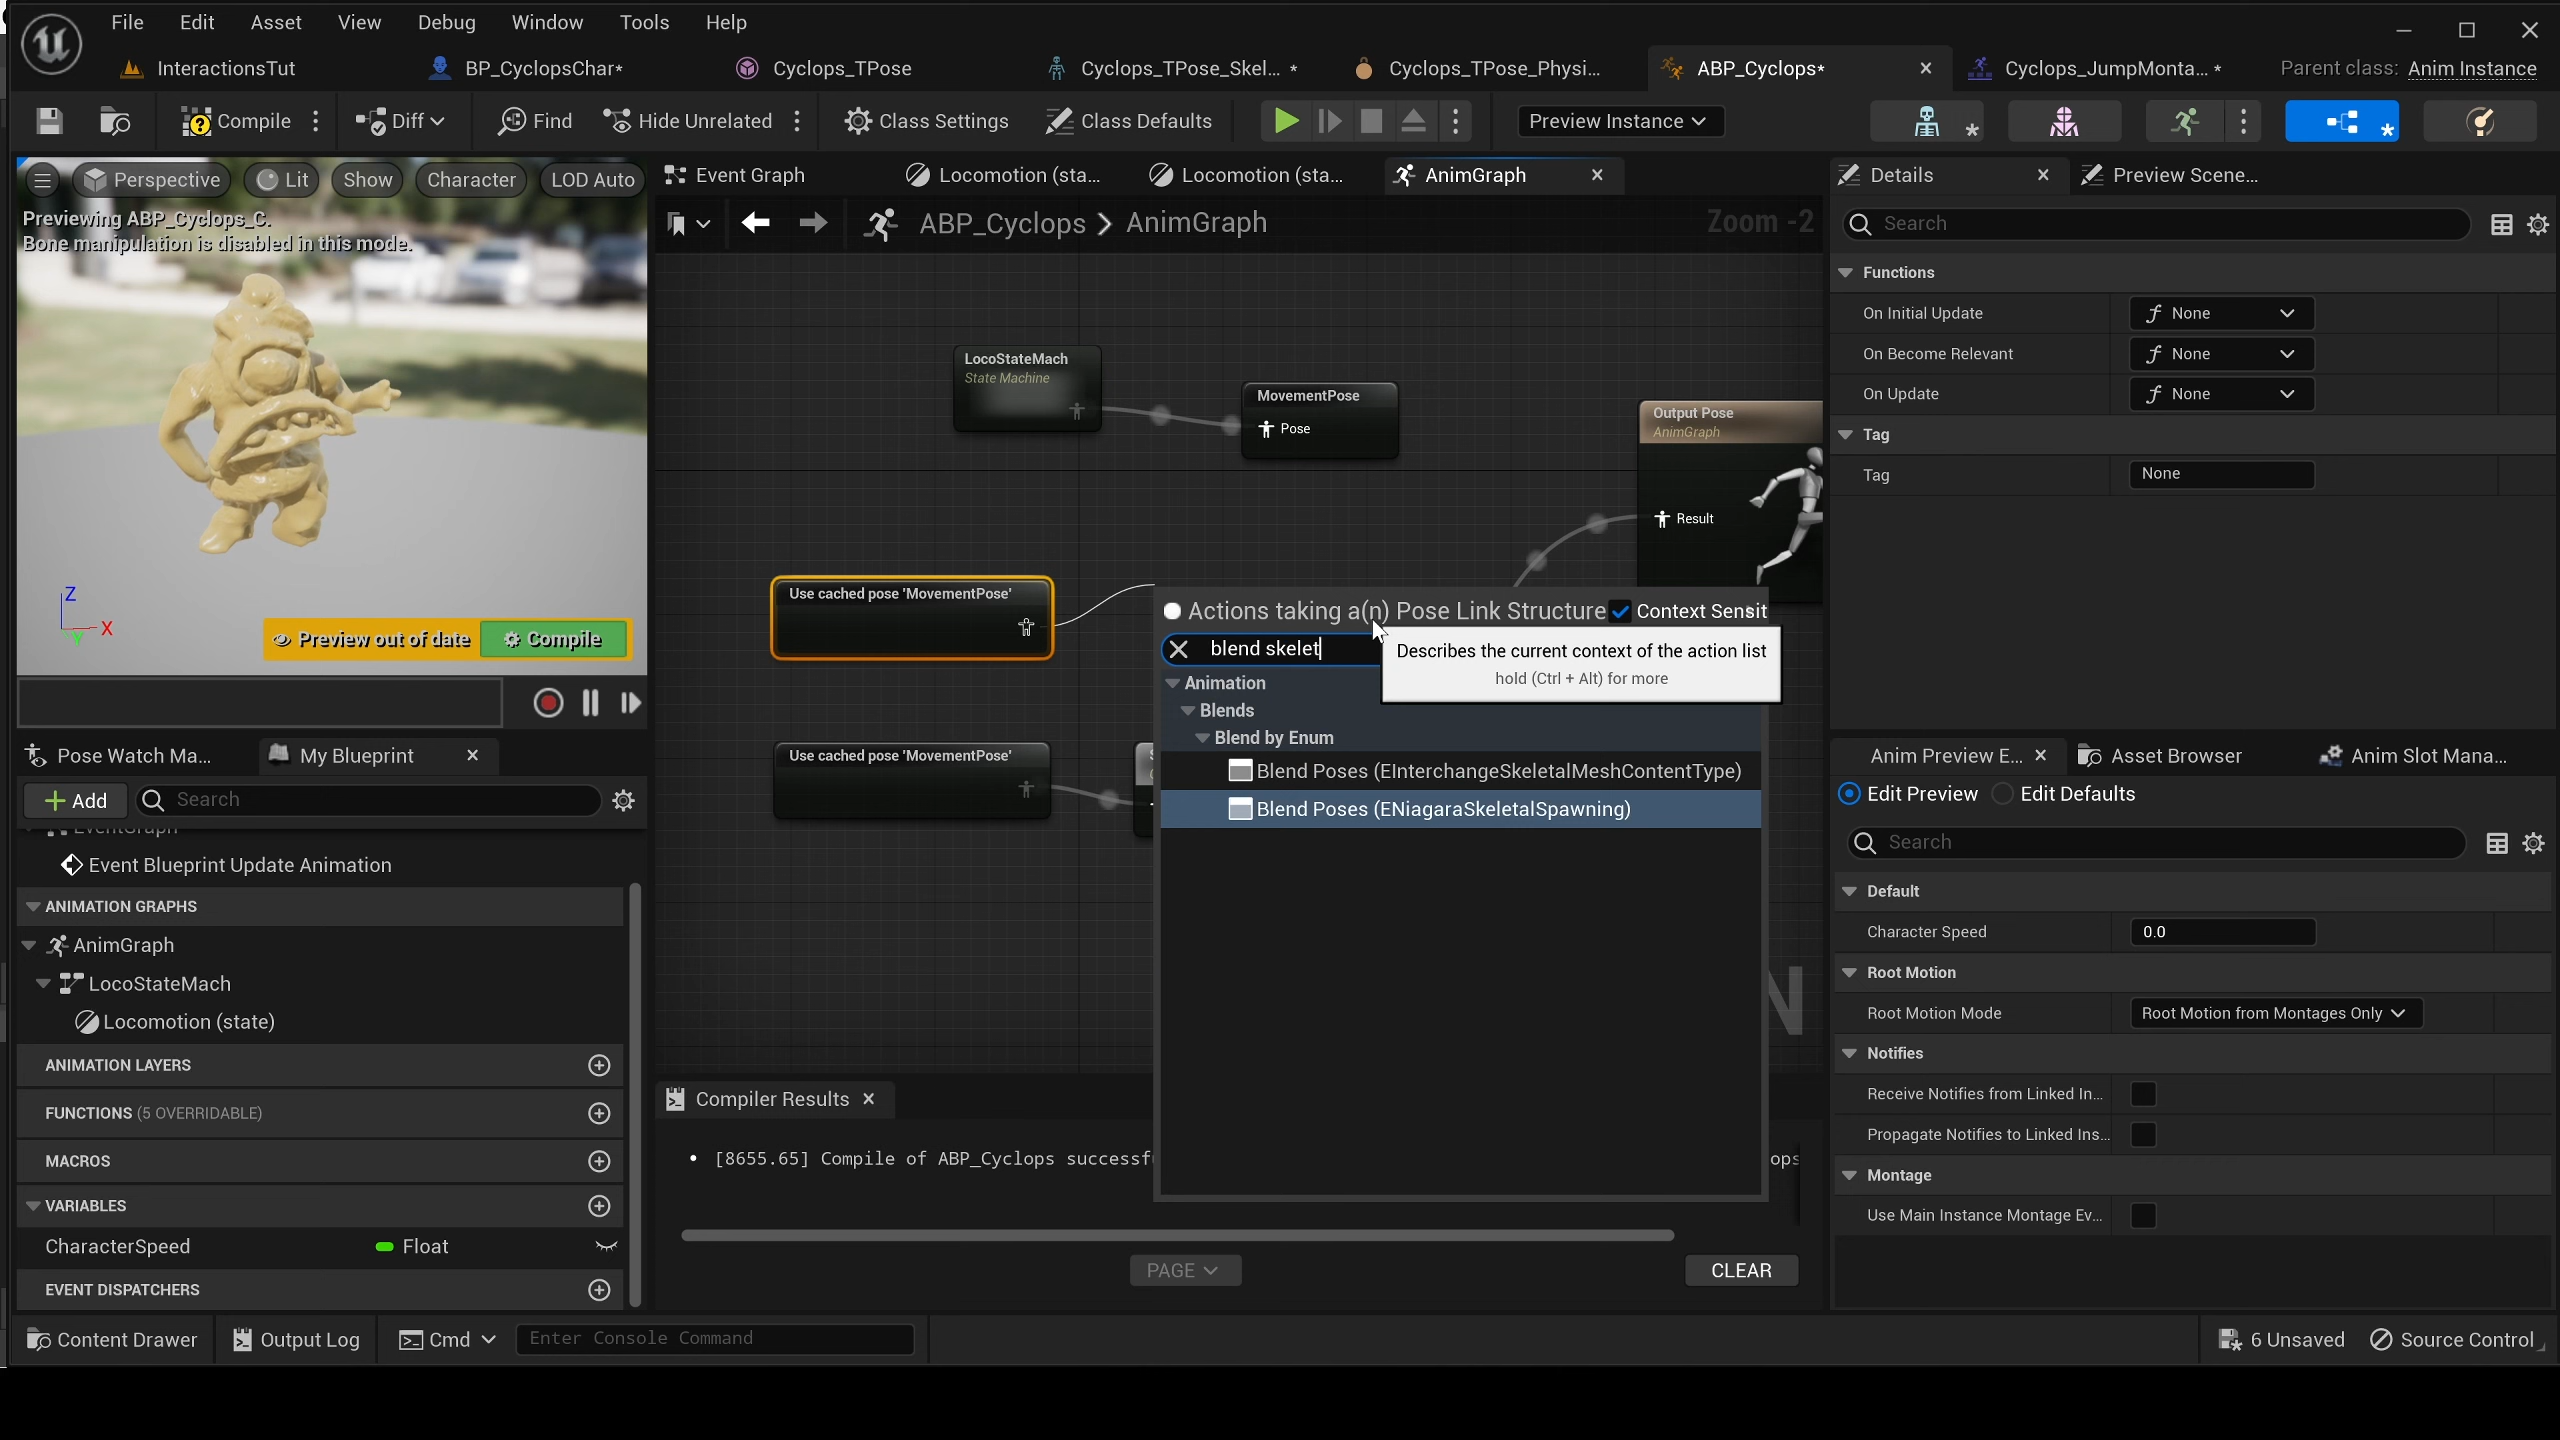 File Edit Asset View Debug Window Tools Help
InteractionsTut BP_CyclopsChar* Cyclops_TPose Cyclops_TPose_Skel... * Cyclops_TPose_Physi... ABP_Cyclops* Cyclops_JumpMonta... * Parent class: Anim Instance
Compile Diff Find Hide Unrelated Class Settings Class Defaults Preview Instance
Perspective Lit Show Character LOD Auto
Previewing ABP_Cyclops_C.
Bone manipulation is disabled in this mode.
Z
X
Y
Preview out of date Compile
Event Graph Locomotion (sta... Locomotion (sta... AnimGraph
ABP_Cyclops AnimGraph Zoom -2
LocoStateMach
State Machine
MovementPose
Pose
Output Pose
AnimGraph
Result
Use cached pose 'MovementPose'
Use cached pose 'MovementPose'
Actions taking a(n) Pose Link Structure Context Sensit
blend skelet
Describes the current context of the action list
hold (Ctrl + Alt) for more
Animation
Blends
Blend by Enum
Blend Poses (EInterchangeSkeletalMeshContentType)
Blend Poses (ENiagaraSkeletalSpawning)
N
Pose Watch Ma... My Blueprint
Add Search
EventGraph
Event Blueprint Update Animation
ANIMATION GRAPHS
AnimGraph
LocoStateMach
Locomotion (state)
ANIMATION LAYERS
FUNCTIONS (5 OVERRIDABLE)
MACROS
VARIABLES
CharacterSpeed Float
EVENT DISPATCHERS
Compiler Results
• [8655.65] Compile of ABP_Cyclops successf ops
PAGE CLEAR
Details Preview Scene...
Search
Functions
On Initial Update None
On Become Relevant None
On Update None
Tag
Tag None
Anim Preview E... Asset Browser Anim Slot Mana...
Edit Preview Edit Defaults
Search
Default
Character Speed 0.0
Root Motion
Root Motion Mode Root Motion from Montages Only
Notifies
Receive Notifies from Linked In...
Propagate Notifies to Linked Ins...
Montage
Use Main Instance Montage Ev...
Content Drawer Output Log Cmd Enter Console Command 6 Unsaved Source Control